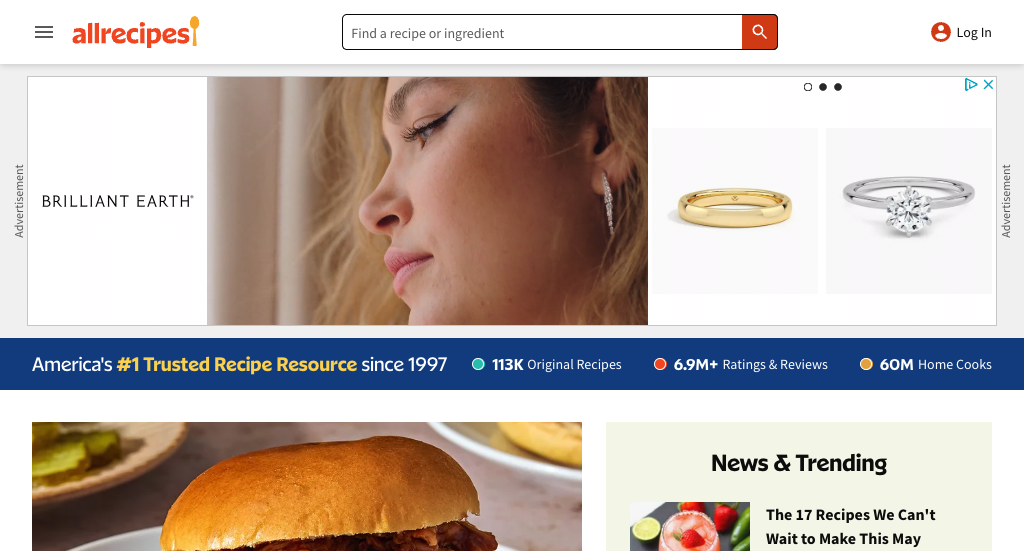 allrecipes
Find a recipe or ingredient
Log In
Advertisement
BRILLIANT EARTH®
Advertisement
America's #1 Trusted Recipe Resource since 1997
113K Original Recipes
6.9M+ Ratings & Reviews
60M Home Cooks
News & Trending
The 17 Recipes We Can't
Wait to Make This May